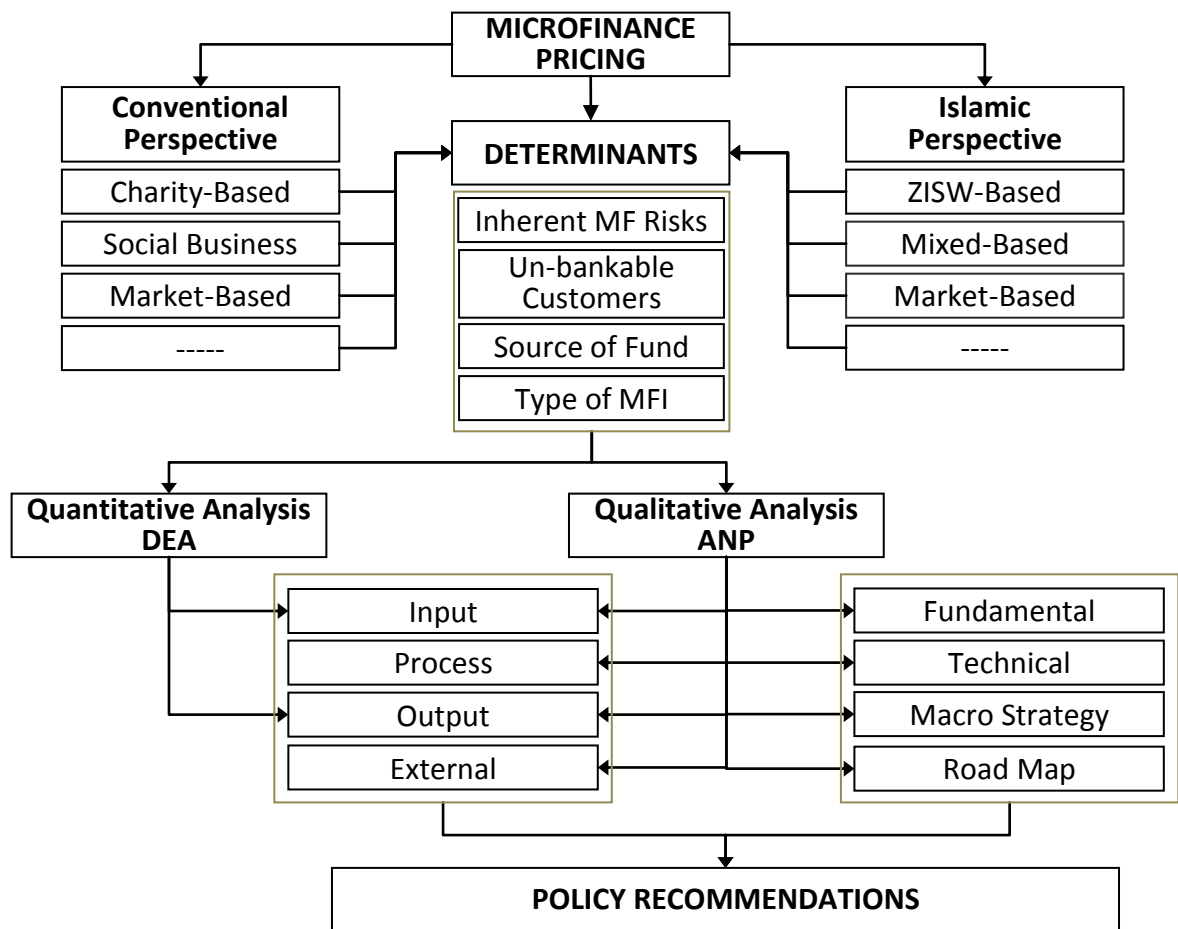 MICROFINANCE
PRICING
Conventional
Perspective
Charity-Based
Social Business
Market-Based
-----
DETERMINANTS
Inherent MF Risks
Un-bankable
Customers
Source of Fund
Type of MFI
Islamic
Perspective
ZISW-Based
Mixed-Based
Market-Based
-----
Quantitative Analysis
DEA
Qualitative Analysis
ANP
Input
Process
Output
External
Fundamental
Technical
Macro Strategy
Road Map
POLICY RECOMMENDATIONS